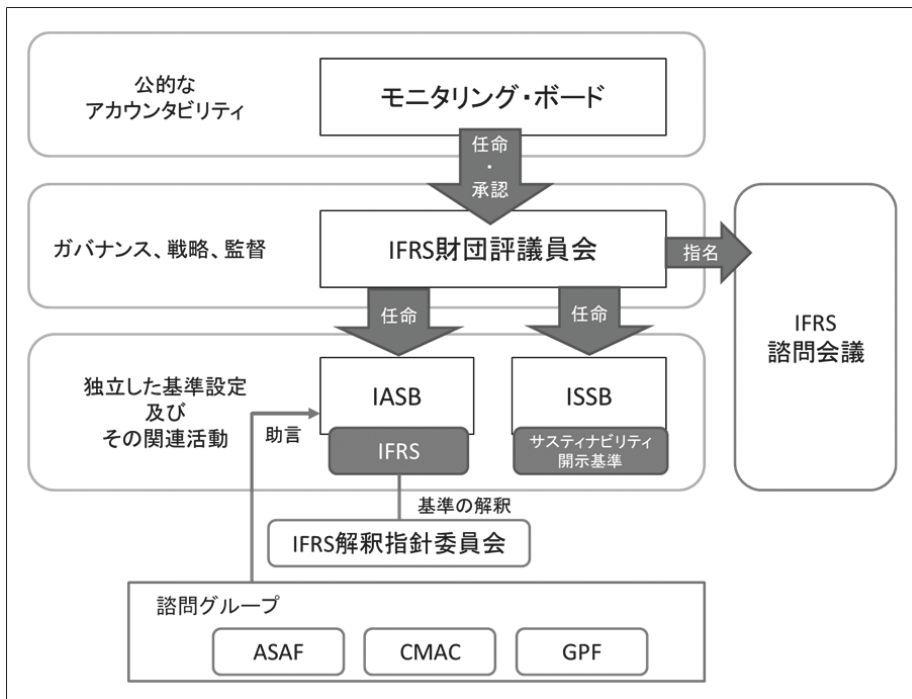 公的な
アカウンタビリティ
モニタリング・ボード
任命
・
承認
ガバナンス、戦略、監督
IFRS財団評議員会
指名
IFRS
諮問会議
任命
任命
独立した基準設定
及び
その関連活動
助言
IASB
IFRS
ISSB
サスティナビリティ
開示基準
基準の解釈
IFRS解釈指針委員会
諮問グループ
ASAF
CMAC
GPF